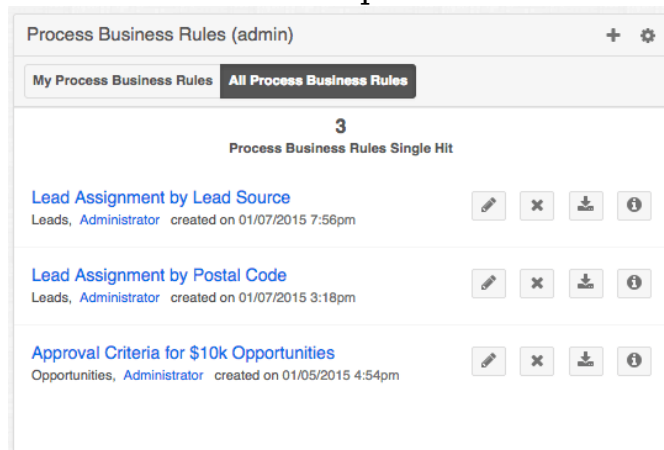 Process Business Rules (admin)
My Process Business Rules All Process Business Rules
3
Process Business Rules Single Hit
Lead Assignment by Lead Source
Leads, Administrator created on 01/07/2015 7:56pm
Lead Assignment by Postal Code
Leads, Administrator created on 01/07/2015 3:18pm
Approval Criteria for $10k Opportunities
Opportunities, Administrator created on 01/05/2015 4:54pm